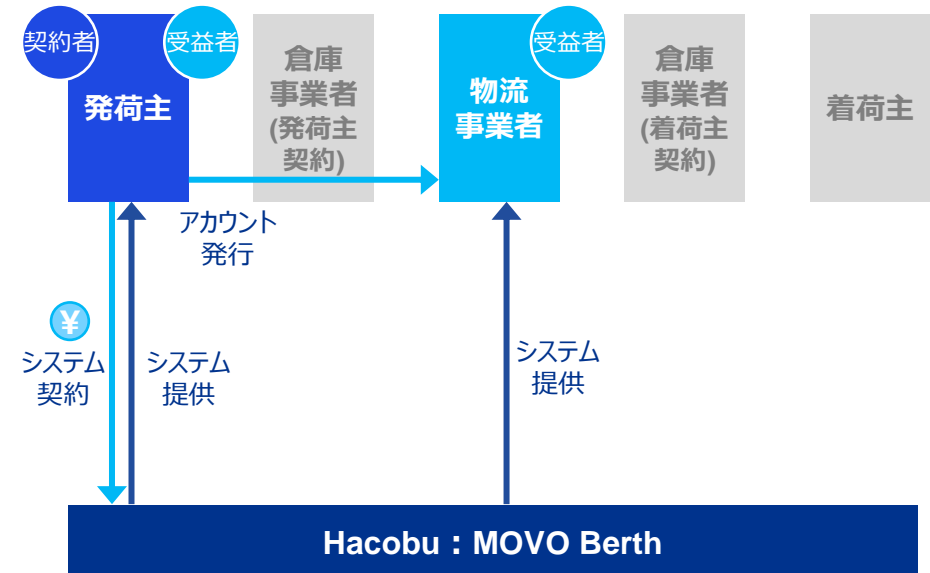 契約者
受益者
発荷主
倉庫
事業者
(発荷主
契約)
受益者
物流
事業者
倉庫
事業者
(着荷主
契約)
着荷主
アカウント
発行
¥
システム
契約
システム
提供
システム
提供
Hacobu：MOVO Berth